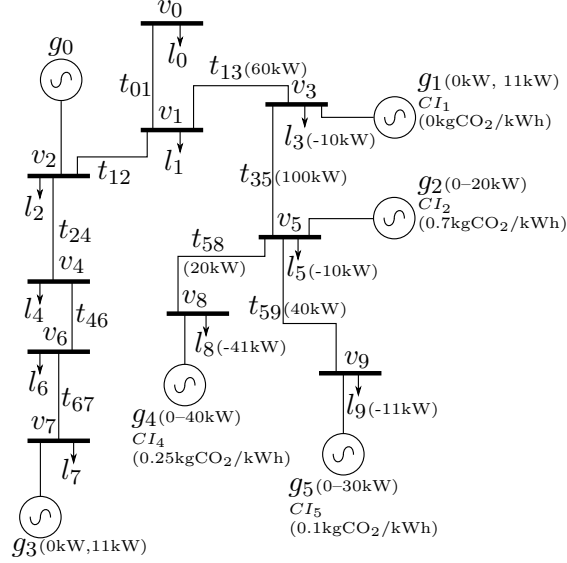 v0
l0
g0
t01
t13(60kW)
v3
g1(0kW, 11kW)
CI1
(0kgCO2/kWh)
v1
l1
l3(-10kW)
v2
t12
l2
t35(100kW)
g2(0–20kW)
CI2
(0.7kgCO2/kWh)
t24
v5
t58
(20kW)
l5(-10kW)
v4
l4
t46
v8
t59(40kW)
v6
l8(-41kW)
l6
v9
t67
g4(0–40kW)
CI4
(0.25kgCO2/kWh)
l9(-11kW)
v7
l7
g5(0–30kW)
CI5
(0.1kgCO2/kWh)
g3(0kW,11kW)